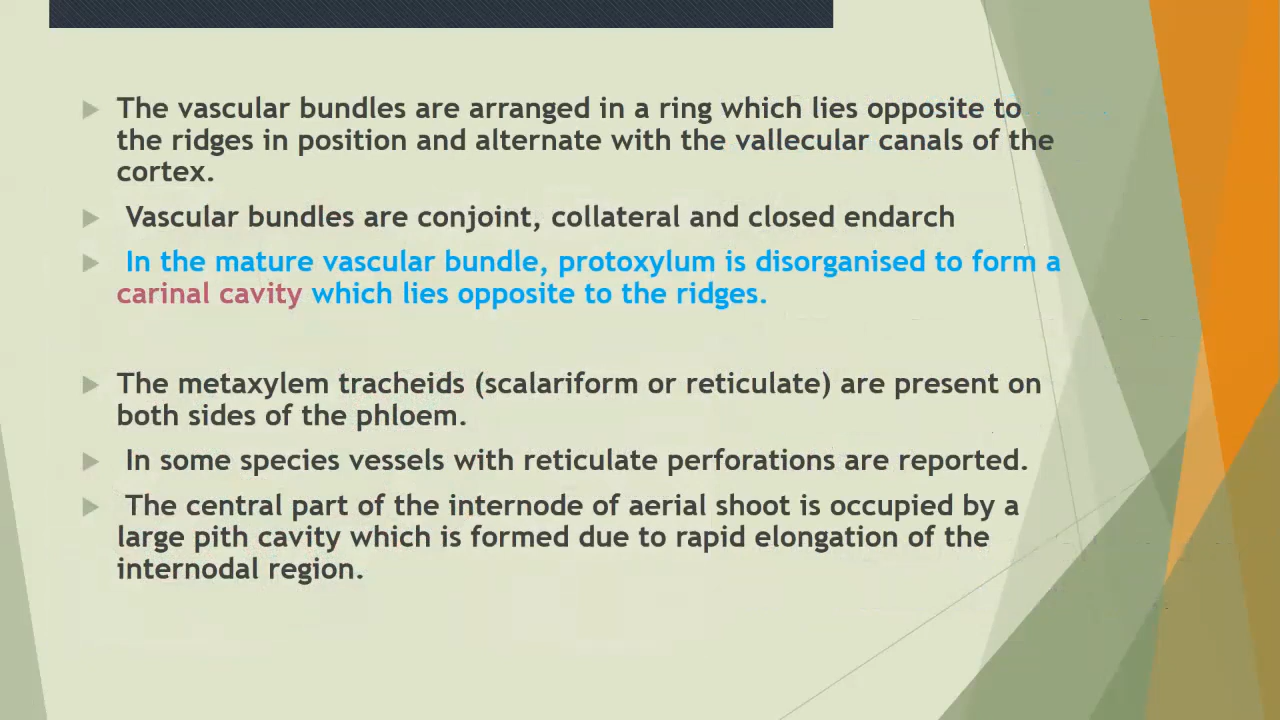 The vascular bundles are arranged in a ring which lies opposite to
the ridges in position and alternate with the vallecular canals of the
cortex.
Vascular bundles are conjoint, collateral and closed endarch
In the mature vascular bundle, protoxylum is disorganised to form a
carinal cavity which lies opposite to the ridges.
The metaxylem tracheids (scalariform or reticulate) are present on
both sides of the phloem.
In some species vessels with reticulate perforations are reported.
The central part of the internode of aerial shoot is occupied by a
large pith cavity which is formed due to rapid elongation of the
internodal region.